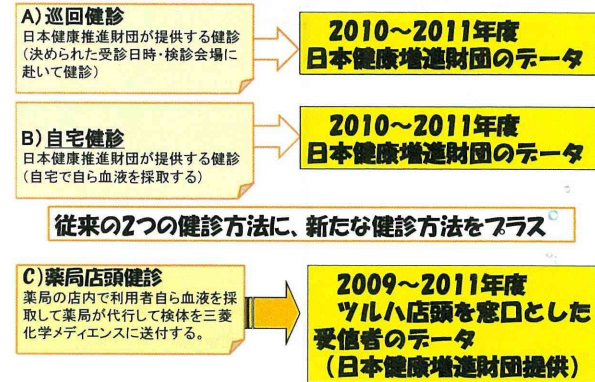 A)巡回健診
日本健康推進財団が提供する健診
(決められた受診日時・検診会場に
赴いて健診)
2010～2011年度
日本健康増進財団のデータ
B)自宅健診
日本健康推進財団が提供する健診
(自宅で自ら血液を採取する)
2010～2011年度
日本健康増進財団のデータ
従来の2つの健診方法に、新たな健診方法をプラス
C)薬局店頭健診
薬局の店内で利用者自ら血液を採
取して薬局が代行して検体を三菱
化学メディエンスに送付する。
2009～2011年度
ツルハ店頭を窓口とした
受信者のデータ
(日本健康増進財団提供)